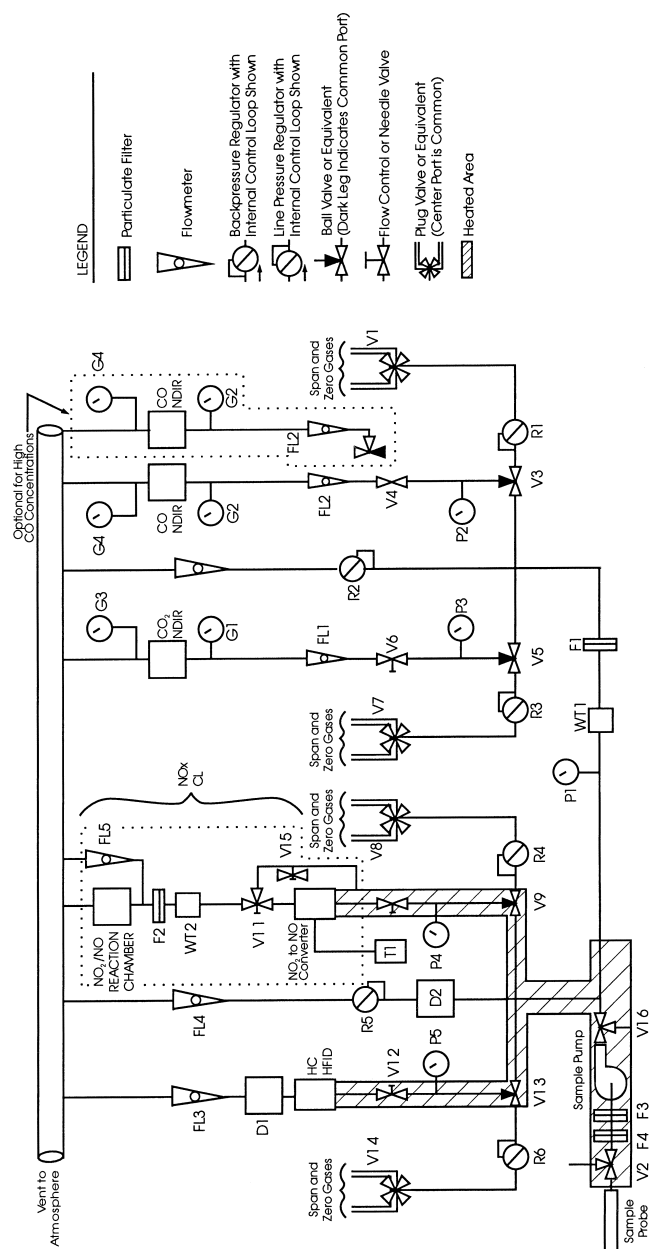 LEGEND
Particulate Filter
Flowmeter
Backpressure Regulator with
Internal Control Loop Shown
Line Pressure Regulator with
Internal Control Loop Shown
Ball Valve or Equivalent
(Dark Leg Indicates Common Port)
Flow Control or Needle Valve
Plug Valve or Equivalent
(Center Port is Common)
Heated Area
Vent to
Atmosphere
Optional for High
CO Concentrations
G4
CO
NDIR
G2
FL2
Span and
Zero Gases
V1
R1
G4
CO
NDIR
G2
FL2
V4
P2
V3
R2
G3
CO₂
NDIR
G1
FL1
V6
P3
V5
R3
Span and
Zero Gases
V7
F1
WT1
P1
NOx
CL
FL5
NO₂/NO
REACTION
CHAMBER
F2
WT2
V11
V15
NO₂ to NO
Converter
T1
Span and
Zero Gases
V8
R4
V9
P4
FL4
R5
D2
FL3
D1
HC
HFID
V12
P5
V13
Span and
Zero Gases
V14
R6
Sample Pump
V16
F3
F4
V2
Sample
Probe